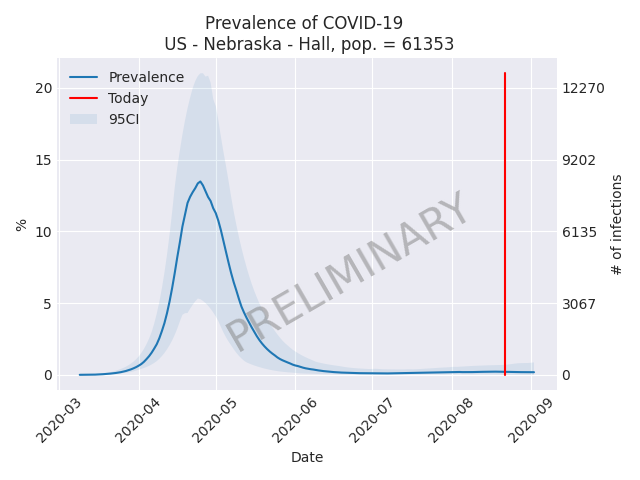 Prevalence of COVID-19
US - Nebraska - Hall, pop. = 61353
Prevalence
Today
95CI
20
15
10
5
0
%
12270
9202
6135
3067
0
# of infections
PRELIMINARY
2020-03
2020-04
2020-05
2020-06
2020-07
2020-08
2020-09
Date